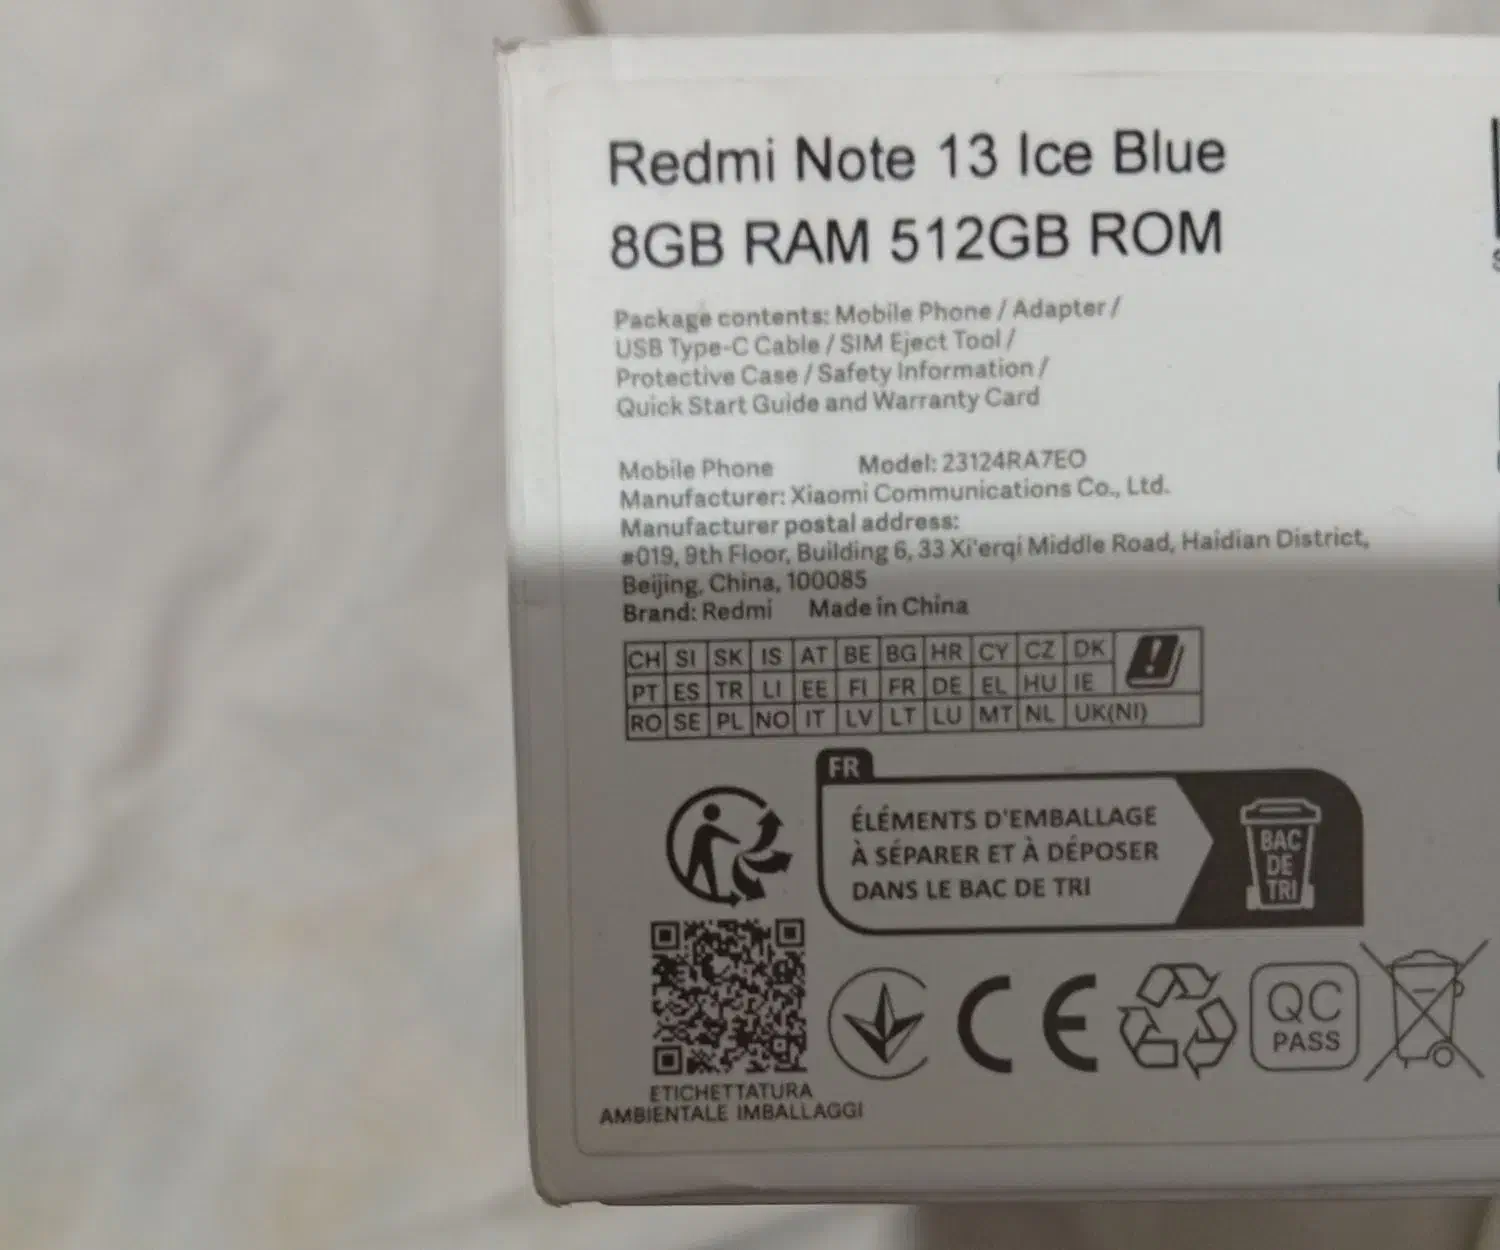 Redmi Note 13 Ice Blue
8GB RAM 512GB ROM
Package contents: Mobile Phone / Adapter /
USB Type-C Cable / SIM Eject Tool /
Protective Case / Safety Information /
Quick Start Guide and Warranty Card
Mobile Phone Model: 23124RA7EO
Manufacturer: Xiaomi Communications Co., Ltd.
Manufacturer postal address:
#019, 9th Floor, Building 6, 33 Xi'erqi Middle Road, Haidian District,
Beijing, China, 100085
Brand: Redmi Made in China
CH SI SK IS AT BE BG HR CY CZ DK
PT ES TR LI EE FI FR DE EL HU IE
RO SE PL NO IT LV LT LU MT NL UK(NI)
FR
ÉLÉMENTS D'EMBALLAGE
À SÉPARER ET À DÉPOSER
DANS LE BAC DE TRI
BAC
DE
TRI
CE
QC
PASS
ETICHETTATURA
AMBIENTALE IMBALLAGGI